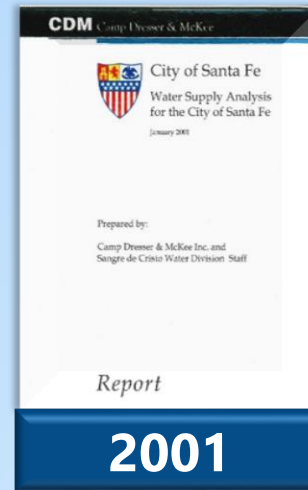 CDM Camp Dresser & McKee
City of Santa Fe
Water Supply Analysis
for the City of Santa Fe
January 2001
Prepared by:
Camp Dresser & McKee Inc. and
Sangre de Cristo Water Division Staff
Report
2001